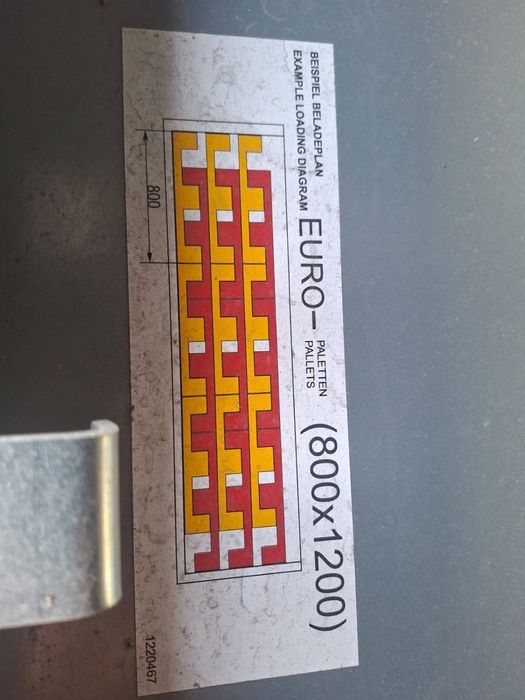 BEISPIEL BELADEPLAN
EXAMPLE LOADING DIAGRAM
EURO-
PALETTEN
PALLETS
(800x1200)
800
1220467